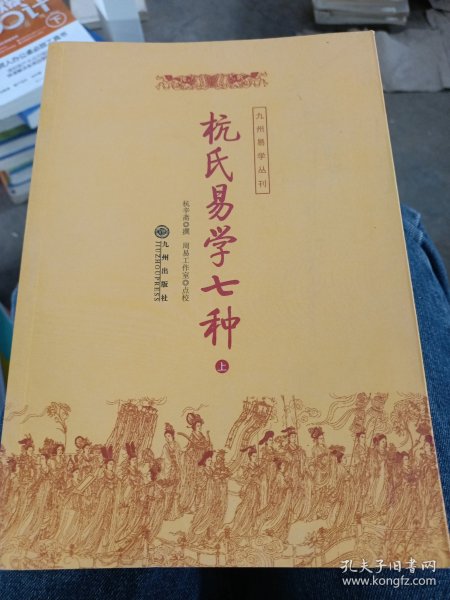 九州易学丛刊
杭氏易学七种
上
杭辛斋◎撰 周易工作室◎点校
九州出版社
JIUZHOUPRESS
下
孔夫子旧书网
www.kongfz.com